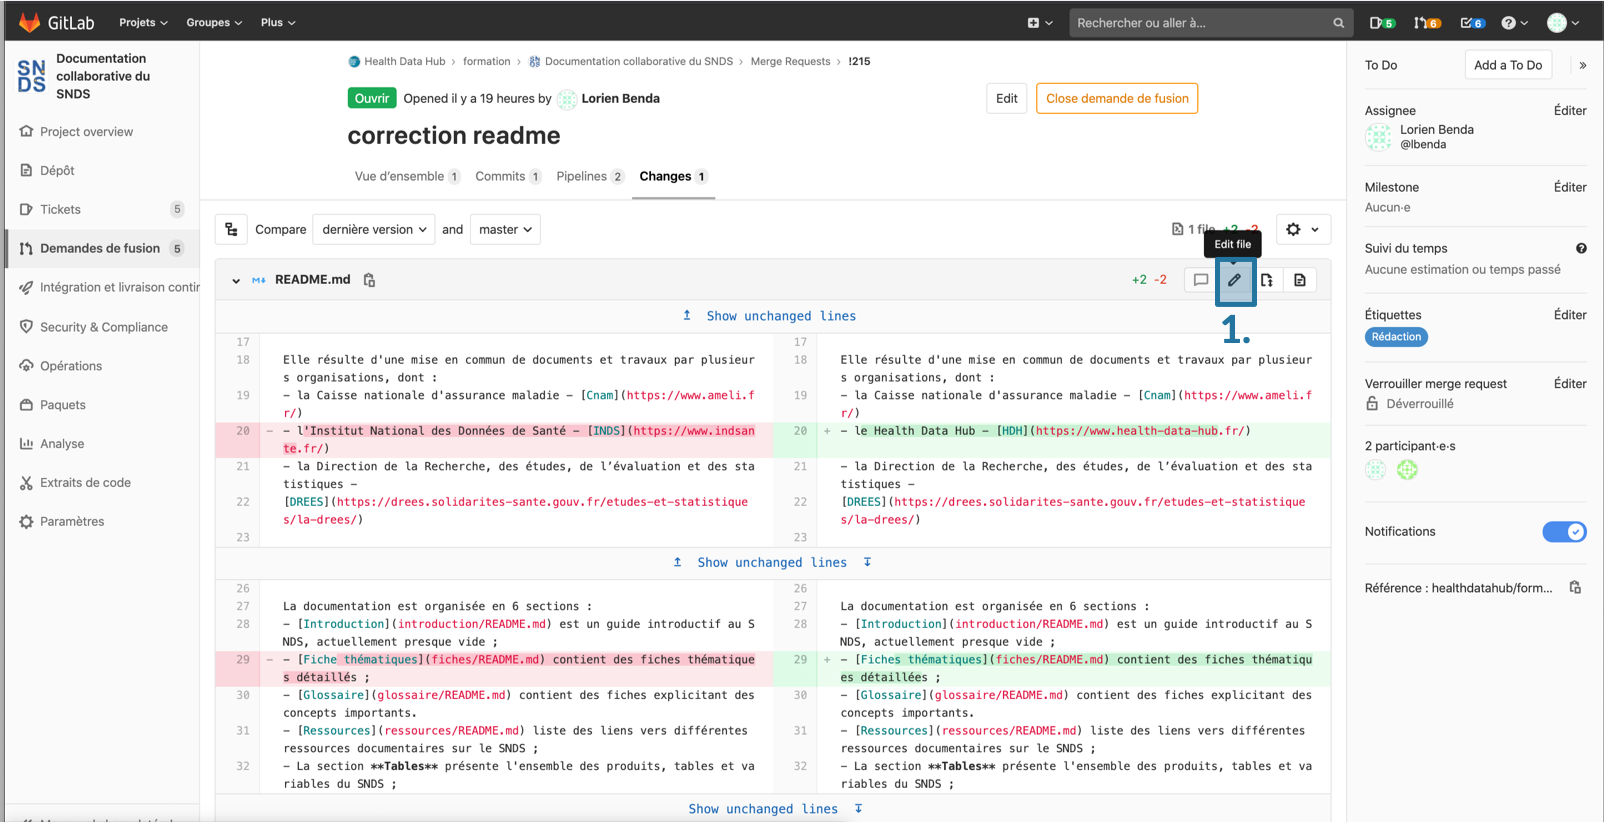 GitLab Projets Groupes Plus Rechercher ou aller à... 5 6 6
SNDS Documentation collaborative du SNDS
Project overview
Dépôt
Tickets 5
Demandes de fusion 5
Intégration et livraison contir
Security & Compliance
Opérations
Paquets
Analyse
Extraits de code
Paramètres
Health Data Hub › formation › Documentation collaborative du SNDS › Merge Requests › !215
Ouvrir Opened il y a 19 heures by Lorien Benda Edit Close demande de fusion
correction readme
Vue d'ensemble 1 Commits 1 Pipelines 2 Changes 1
Compare dernière version and master 1 file +2 -2
Edit file
README.md +2 -2
1.
Show unchanged lines
17
18 Elle résulte d'une mise en commun de documents et travaux par plusieur
s organisations, dont :
19 - la Caisse nationale d'assurance maladie - [Cnam](https://www.ameli.f
r/)
20 - - l'Institut National des Données de Santé - [INDS](https://www.indsan
te.fr/)
21 - la Direction de la Recherche, des études, de l’évaluation et des sta
tistiques -
22 [DREES](https://drees.solidarites-sante.gouv.fr/etudes-et-statistique
s/la-drees/)
23
17
18 Elle résulte d'une mise en commun de documents et travaux par plusieur
s organisations, dont :
19 - la Caisse nationale d'assurance maladie - [Cnam](https://www.ameli.f
r/)
20 + - le Health Data Hub - [HDH](https://www.health-data-hub.fr/)
21 - la Direction de la Recherche, des études, de l’évaluation et des sta
tistiques -
22 [DREES](https://drees.solidarites-sante.gouv.fr/etudes-et-statistique
s/la-drees/)
23
Show unchanged lines
26
27 La documentation est organisée en 6 sections :
28 - [Introduction](introduction/README.md) est un guide introductif au S
NDS, actuellement presque vide ;
29 - - [Fiche thématiques](fiches/README.md) contient des fiches thématique
s détaillés ;
30 - [Glossaire](glossaire/README.md) contient des fiches explicitant des
concepts importants.
31 - [Ressources](ressources/README.md) liste des liens vers différentes
ressources documentaires sur le SNDS ;
32 - La section **Tables** présente l'ensemble des produits, tables et va
riables du SNDS ;
26
27 La documentation est organisée en 6 sections :
28 - [Introduction](introduction/README.md) est un guide introductif au S
NDS, actuellement presque vide ;
29 + - [Fiches thématiques](fiches/README.md) contient des fiches thématiqu
es détaillées ;
30 - [Glossaire](glossaire/README.md) contient des fiches explicitant des
concepts importants.
31 - [Ressources](ressources/README.md) liste des liens vers différentes
ressources documentaires sur le SNDS ;
32 - La section **Tables** présente l'ensemble des produits, tables et va
riables du SNDS ;
Show unchanged lines
To Do Add a To Do »
Assignee Éditer
Lorien Benda
@lbenda
Milestone Éditer
Aucun·e
Suivi du temps
Aucune estimation ou temps passé
Étiquettes Éditer
Rédaction
Verrouiller merge request Éditer
Déverrouillé
2 participant·e·s
Notifications
Référence : healthdatahub/form...